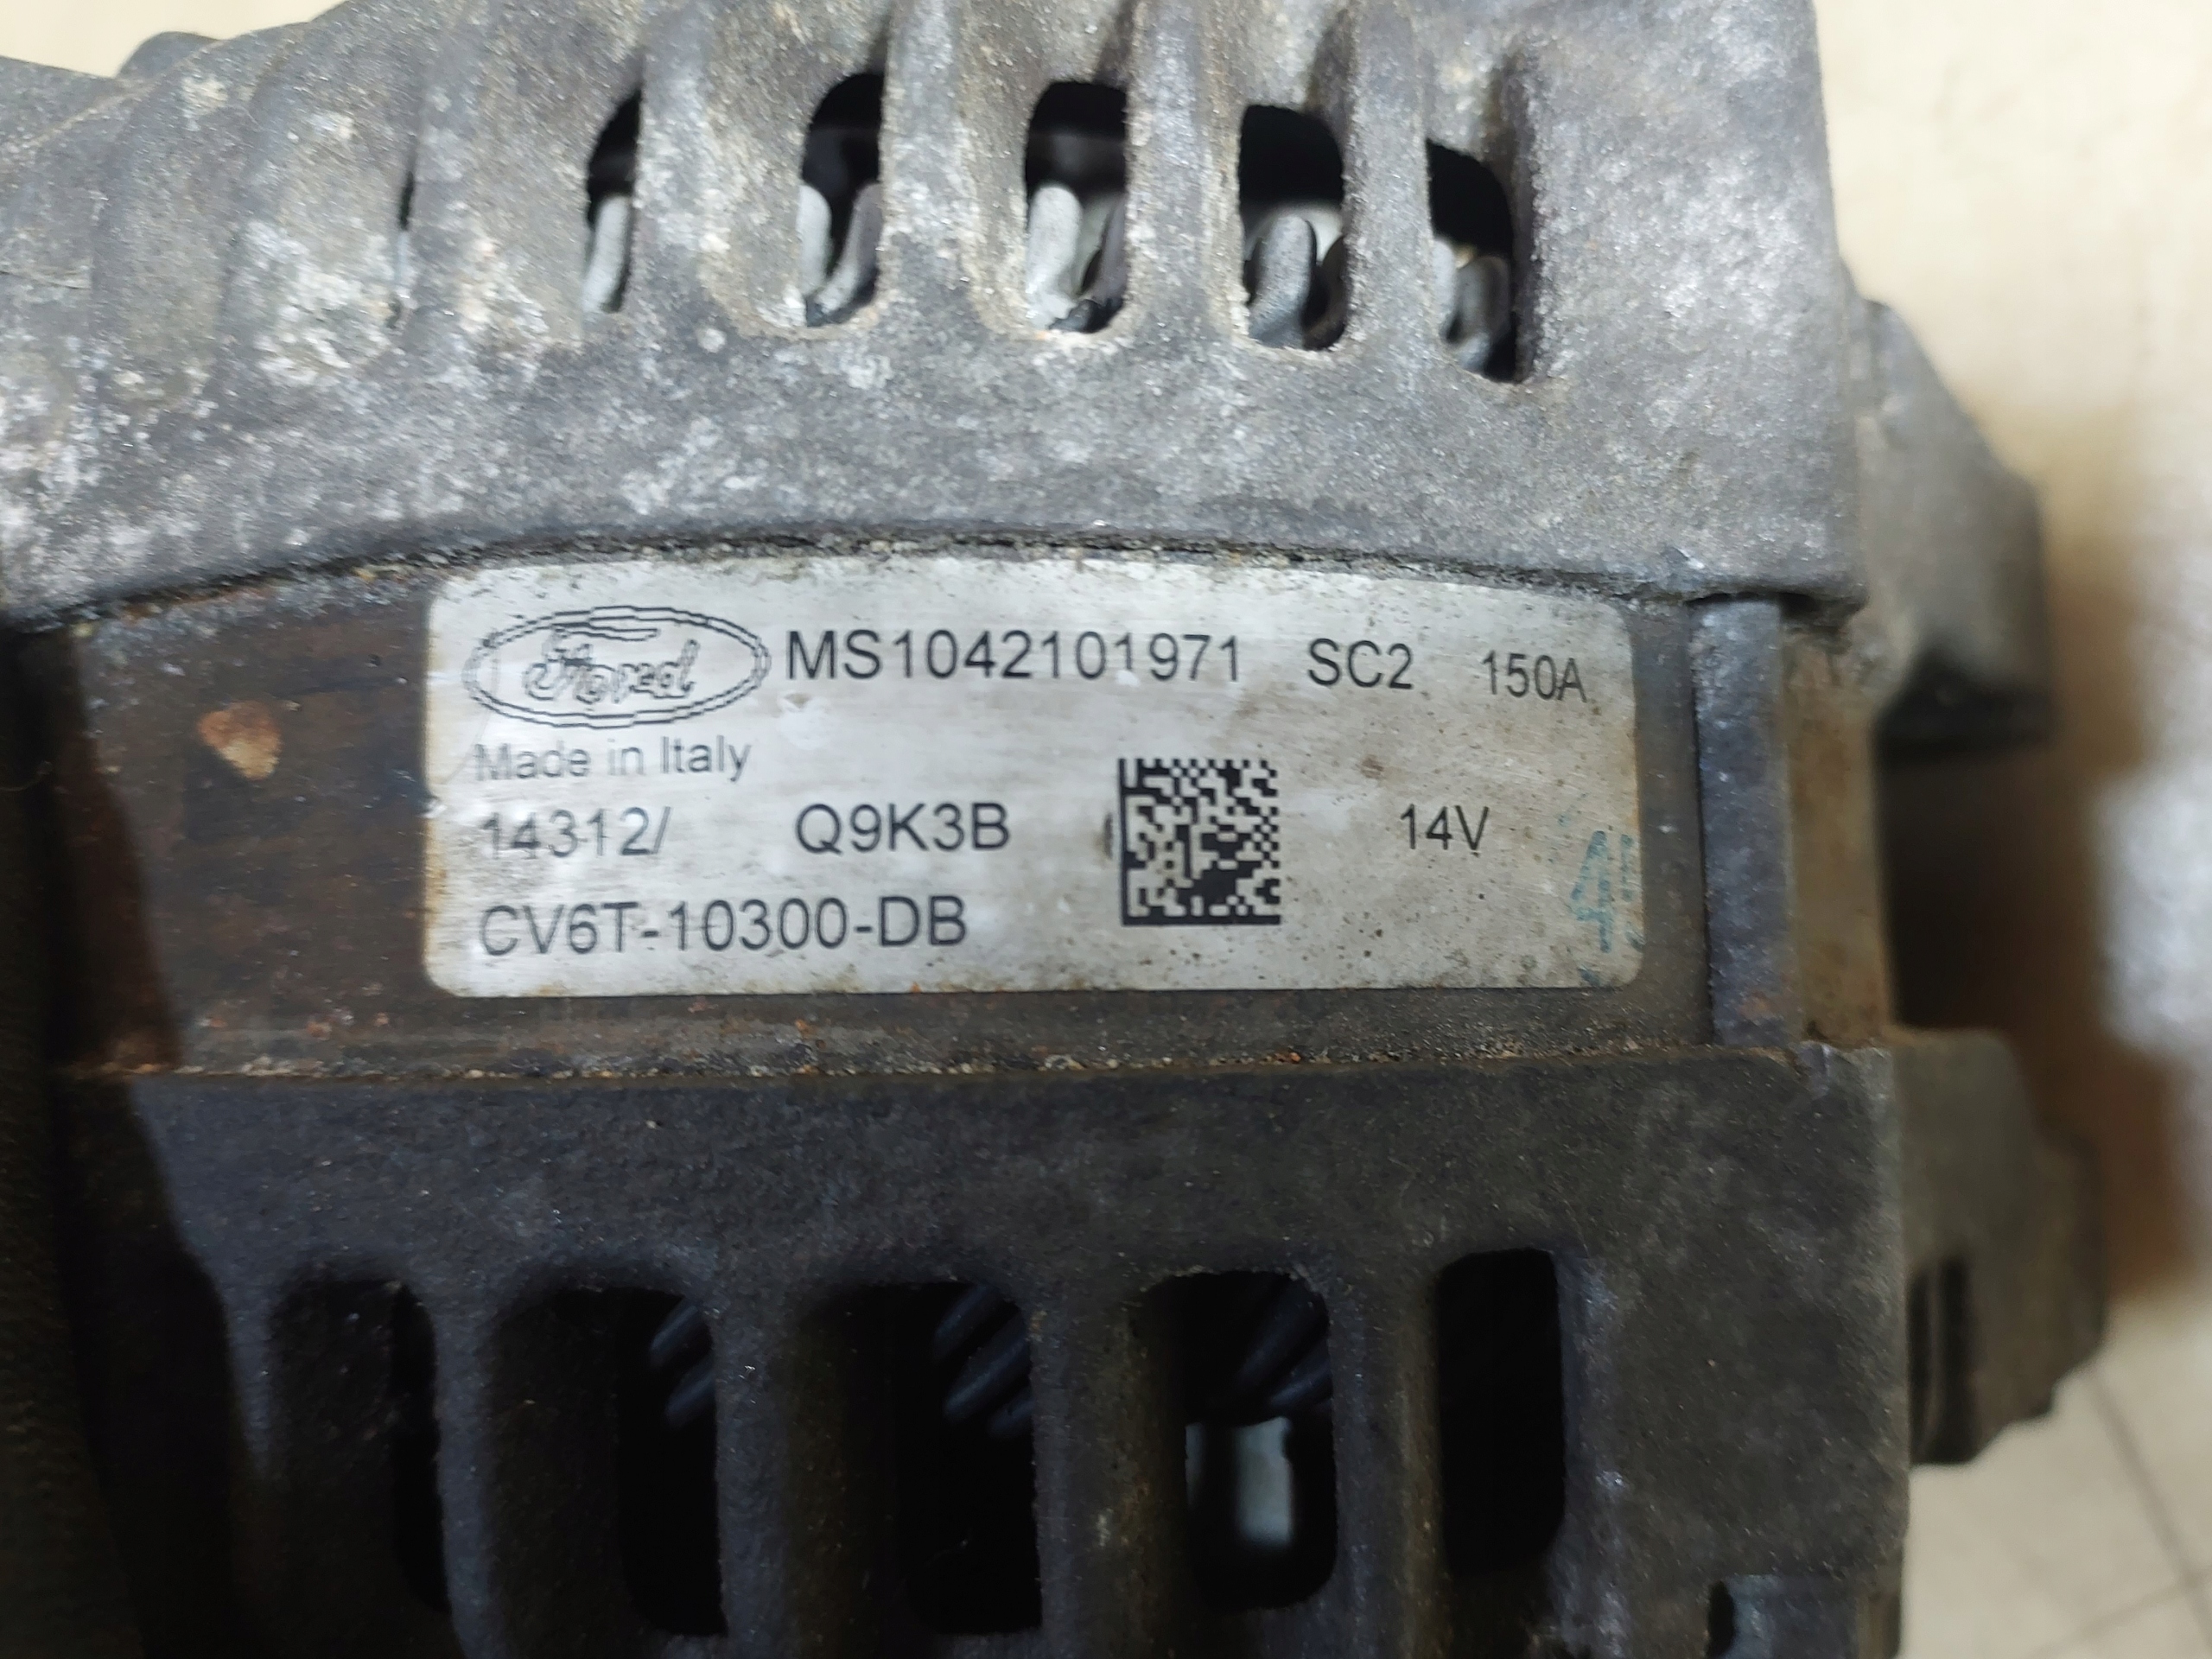 Ford MS1042101971 SC2 150A
Made in Italy
14312/ Q9K3B 14V
CV6T-10300-DB